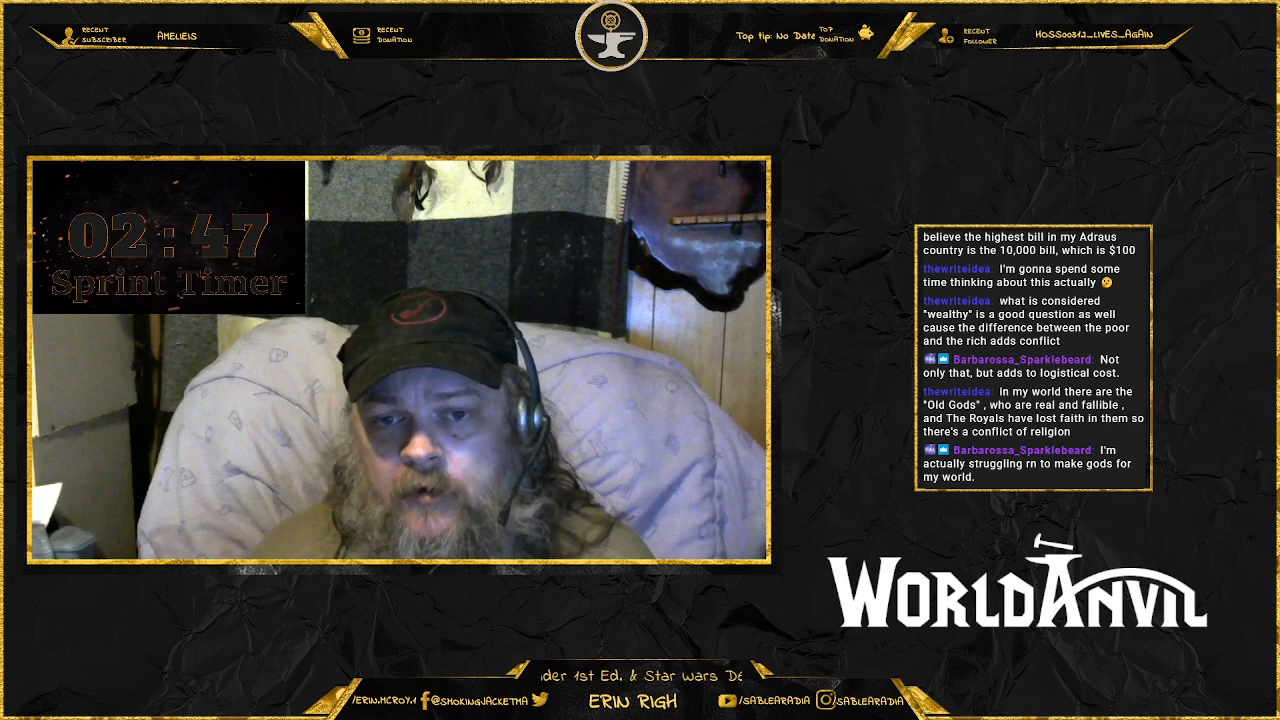 RECENT
SUBSCRIBER
AMELIEIS
RECENT
DONATION
Top tip: No Data
TOP
DONATION
RECENT
FOLLOWER
HOSS00312_LIVES_AGAIN
02:47
Sprint Timer
believe the highest bill in my Adraus
country is the 10,000 bill, which is $100
thewriteidea: I'm gonna spend some
time thinking about this actually 🤔
thewriteidea: what is considered
"wealthy" is a good question as well
cause the difference between the poor
and the rich adds conflict
Barbarossa_Sparklebeard: Not
only that, but adds to logistical cost.
thewriteidea: in my world there are the
"Old Gods" , who are real and fallible ,
and The Royals have lost faith in them so
there's a conflict of religion
Barbarossa_Sparklebeard: I'm
actually struggling rn to make gods for
my world.
WORLDANVIL
der 1st Ed. & Star Wars DE
/ERIN.MCROY.1
@SMOKINGJACKETMA
ERIN RIGH
/SABLEARADIA
/SABLEARADIA